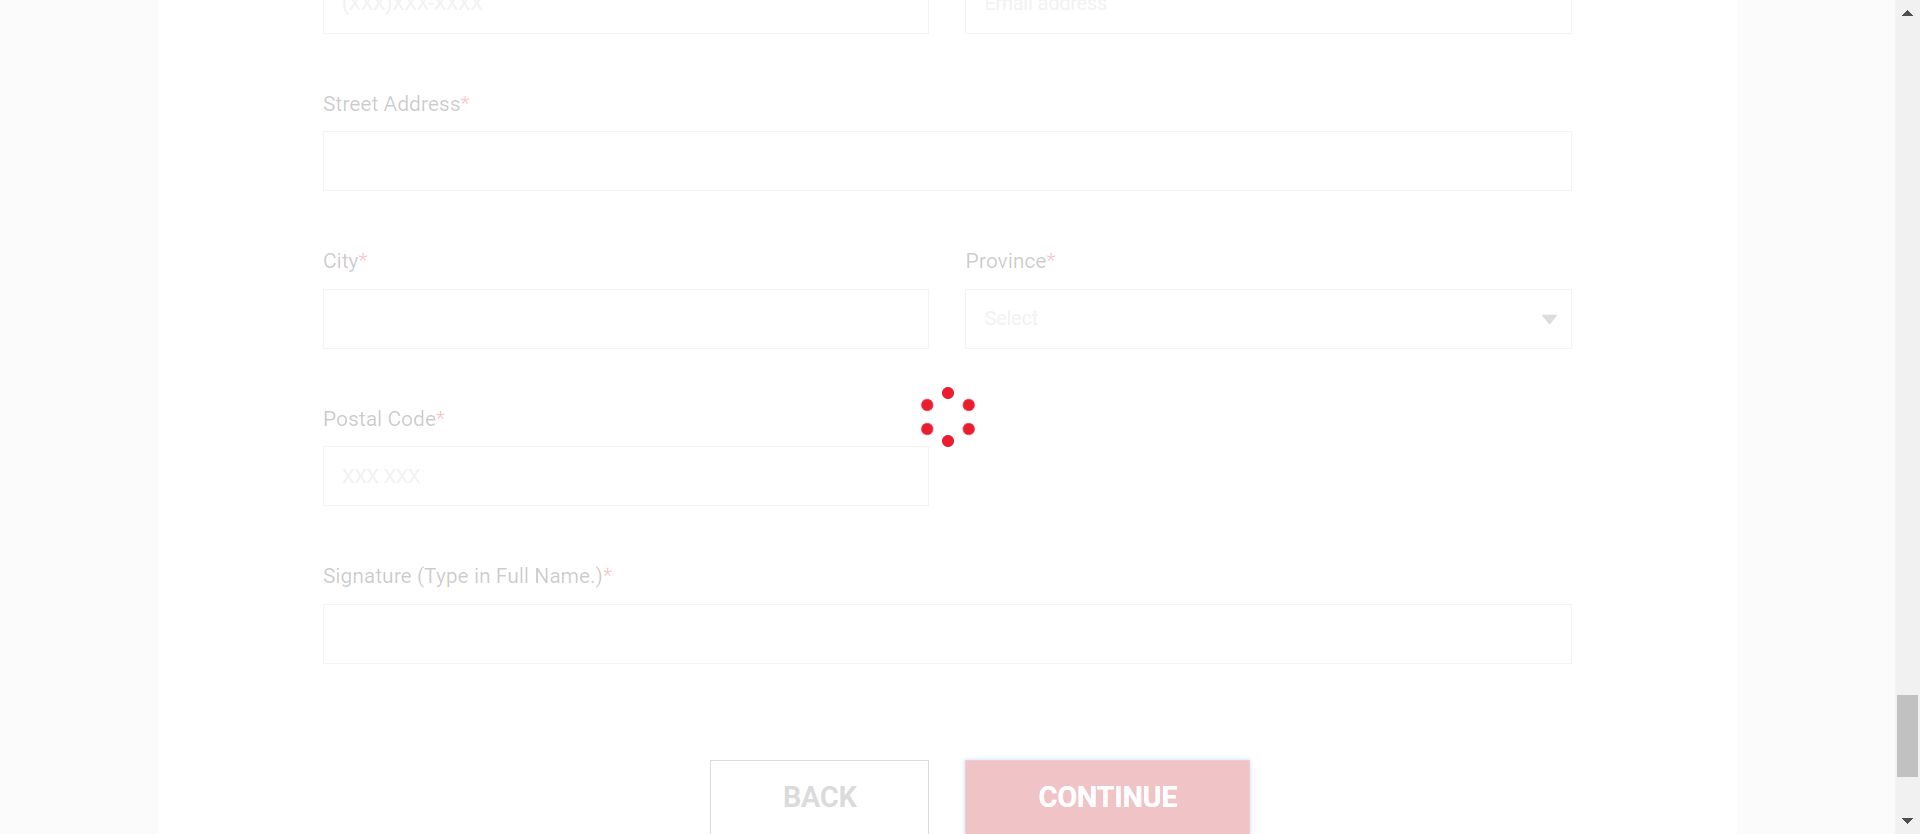 (XXX)XXX-XXXX Email address
Street Address*
City* Province*
Select
Postal Code*
XXX XXX
Signature (Type in Full Name.)*
BACK CONTINUE